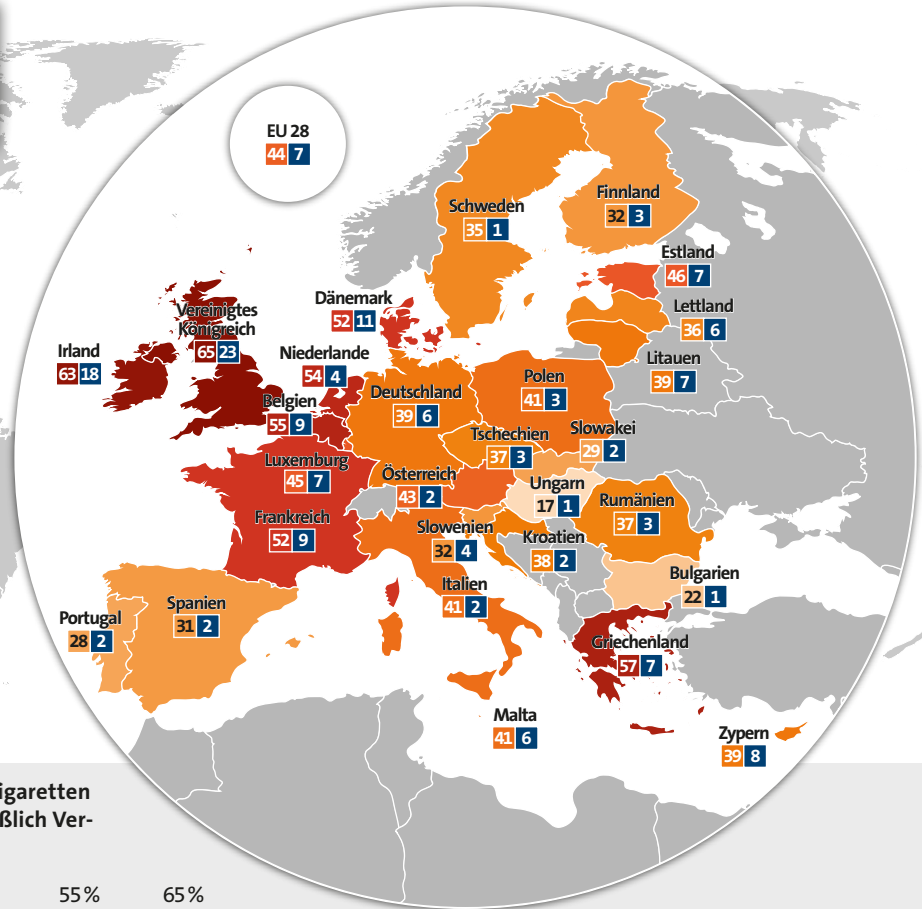 EU 28
44 7
Schweden
35 1
Finnland
32 3
Estland
46 7
Lettland
36 6
Litauen
39 7
Dänemark
52 11
Vereinigtes
Königreich
65 23
Irland
63 18
Niederlande
54 4
Belgien
55 9
Deutschland
39 6
Polen
41 3
Tschechien
37 3
Slowakei
29 2
Luxemburg
45 7
Österreich
43 2
Ungarn
17 1
Rumänien
37 3
Frankreich
52 9
Slowenien
32 4
Kroatien
38 2
Italien
41 2
Bulgarien
22 1
Spanien
31 2
Portugal
28 2
Griechenland
57 7
Malta
41 6
Zypern
39 8
igaretten
ßlich Ver-
55 % 65 %